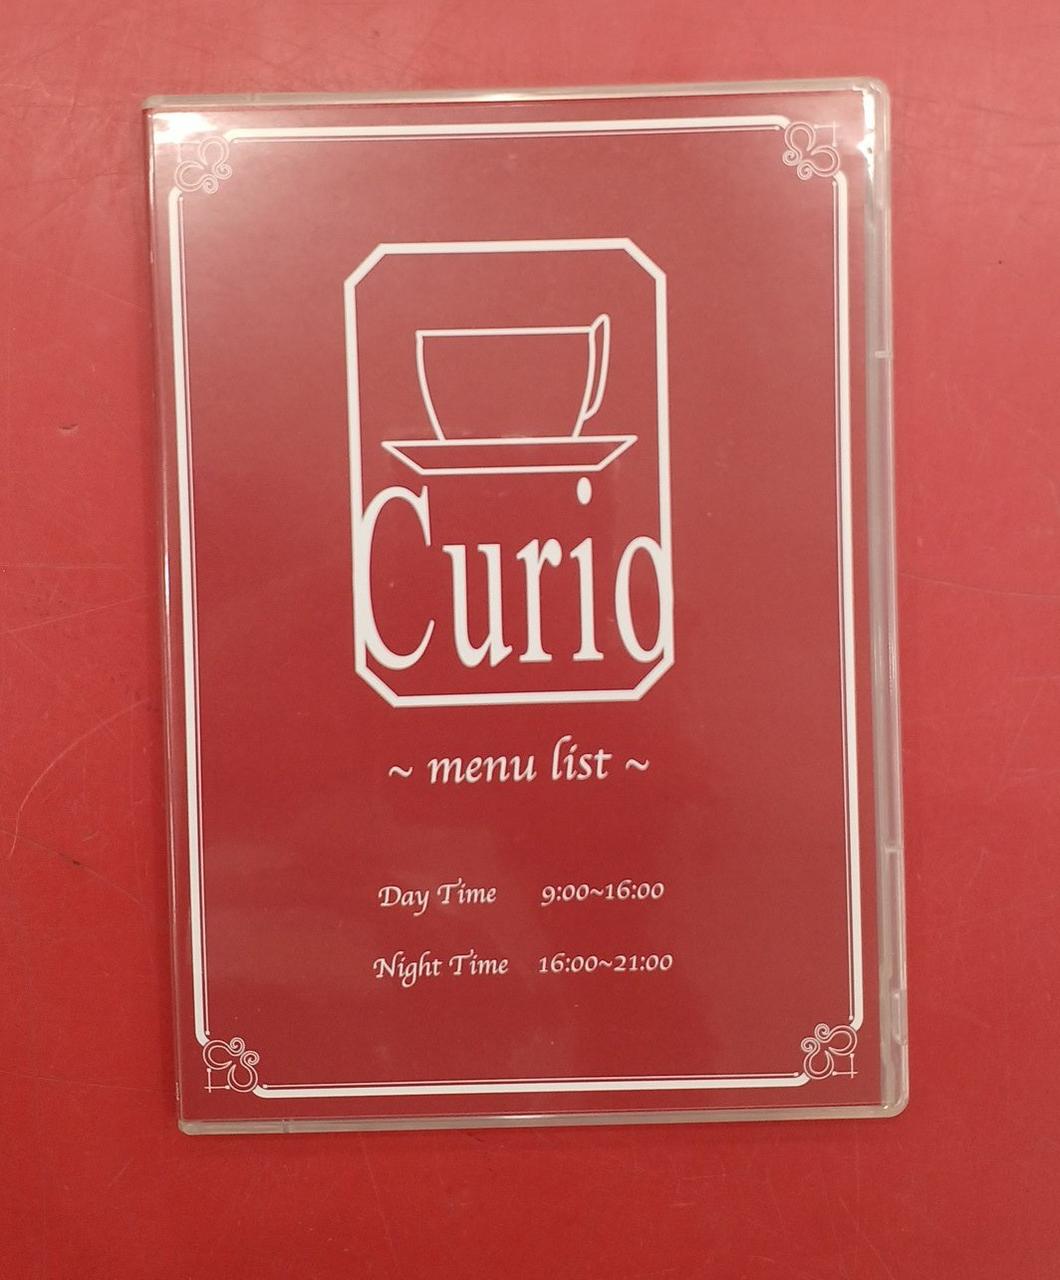 Curio
~ menu list ~
Day Time 9:00~16:00
Night Time 16:00~21:00